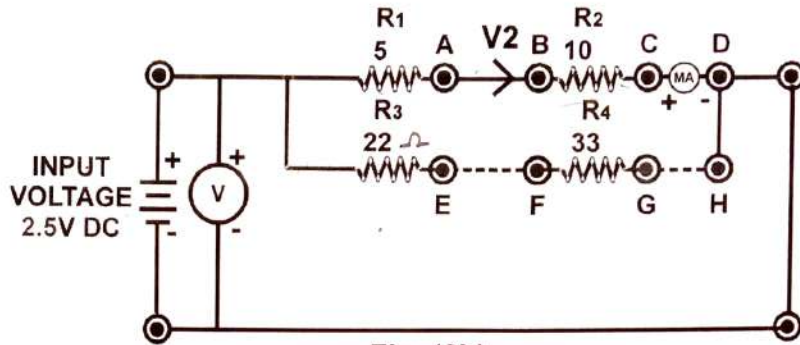 R1 R2
5 A V2 B 10 C D
MA
+ -
R3 R4
22 Ω 33
INPUT
VOLTAGE
2.5V DC
+ -
V
+ -
E F G H